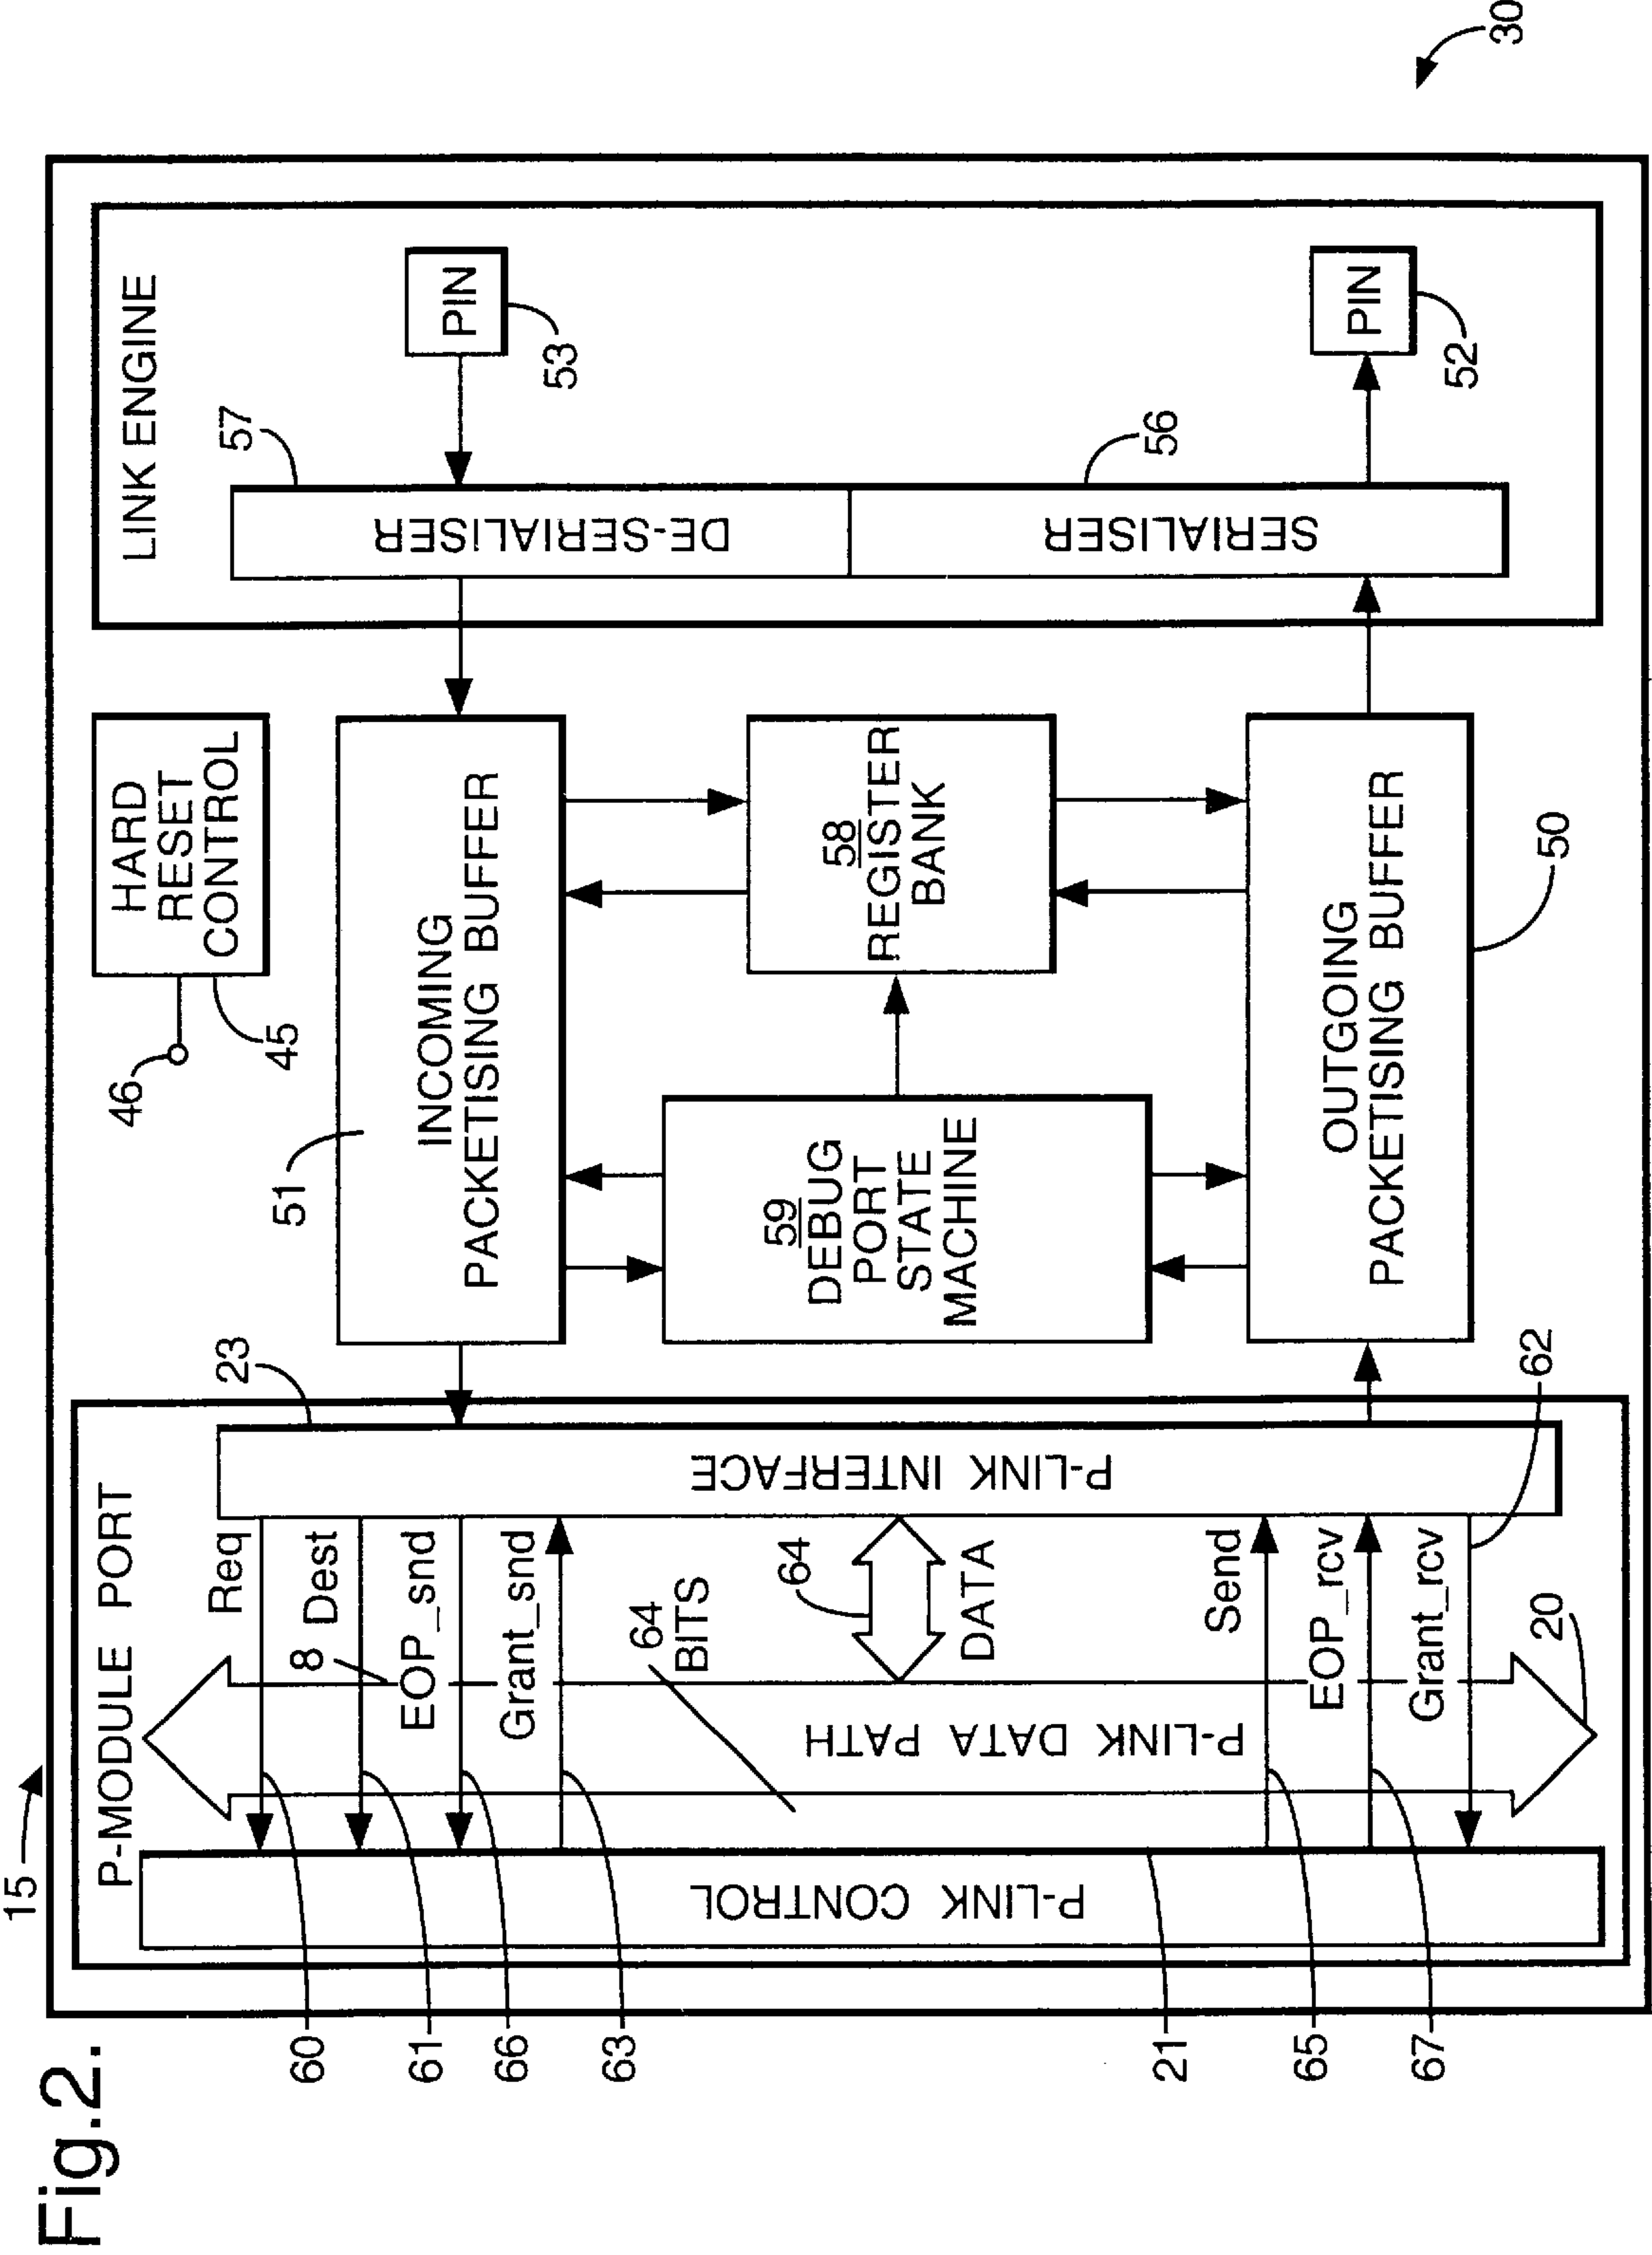 Fig.2.
15
P-MODULE PORT
P-LINK CONTROL
P-LINK DATA PATH
P-LINK INTERFACE
Req
8
Dest
EOP_snd
Grant_snd
64
BITS
64
DATA
Send
EOP_rcv
Grant_rcv
20
60
61
66
63
21
65
67
23
62
46
45
HARD
RESET
CONTROL
51
INCOMING
PACKETISING BUFFER
59
DEBUG
PORT
STATE
MACHINE
58
REGISTER
BANK
OUTGOING
PACKETISING BUFFER
50
LINK ENGINE
57
DE-SERIALISER
SERIALISER
56
PIN
53
PIN
52
30